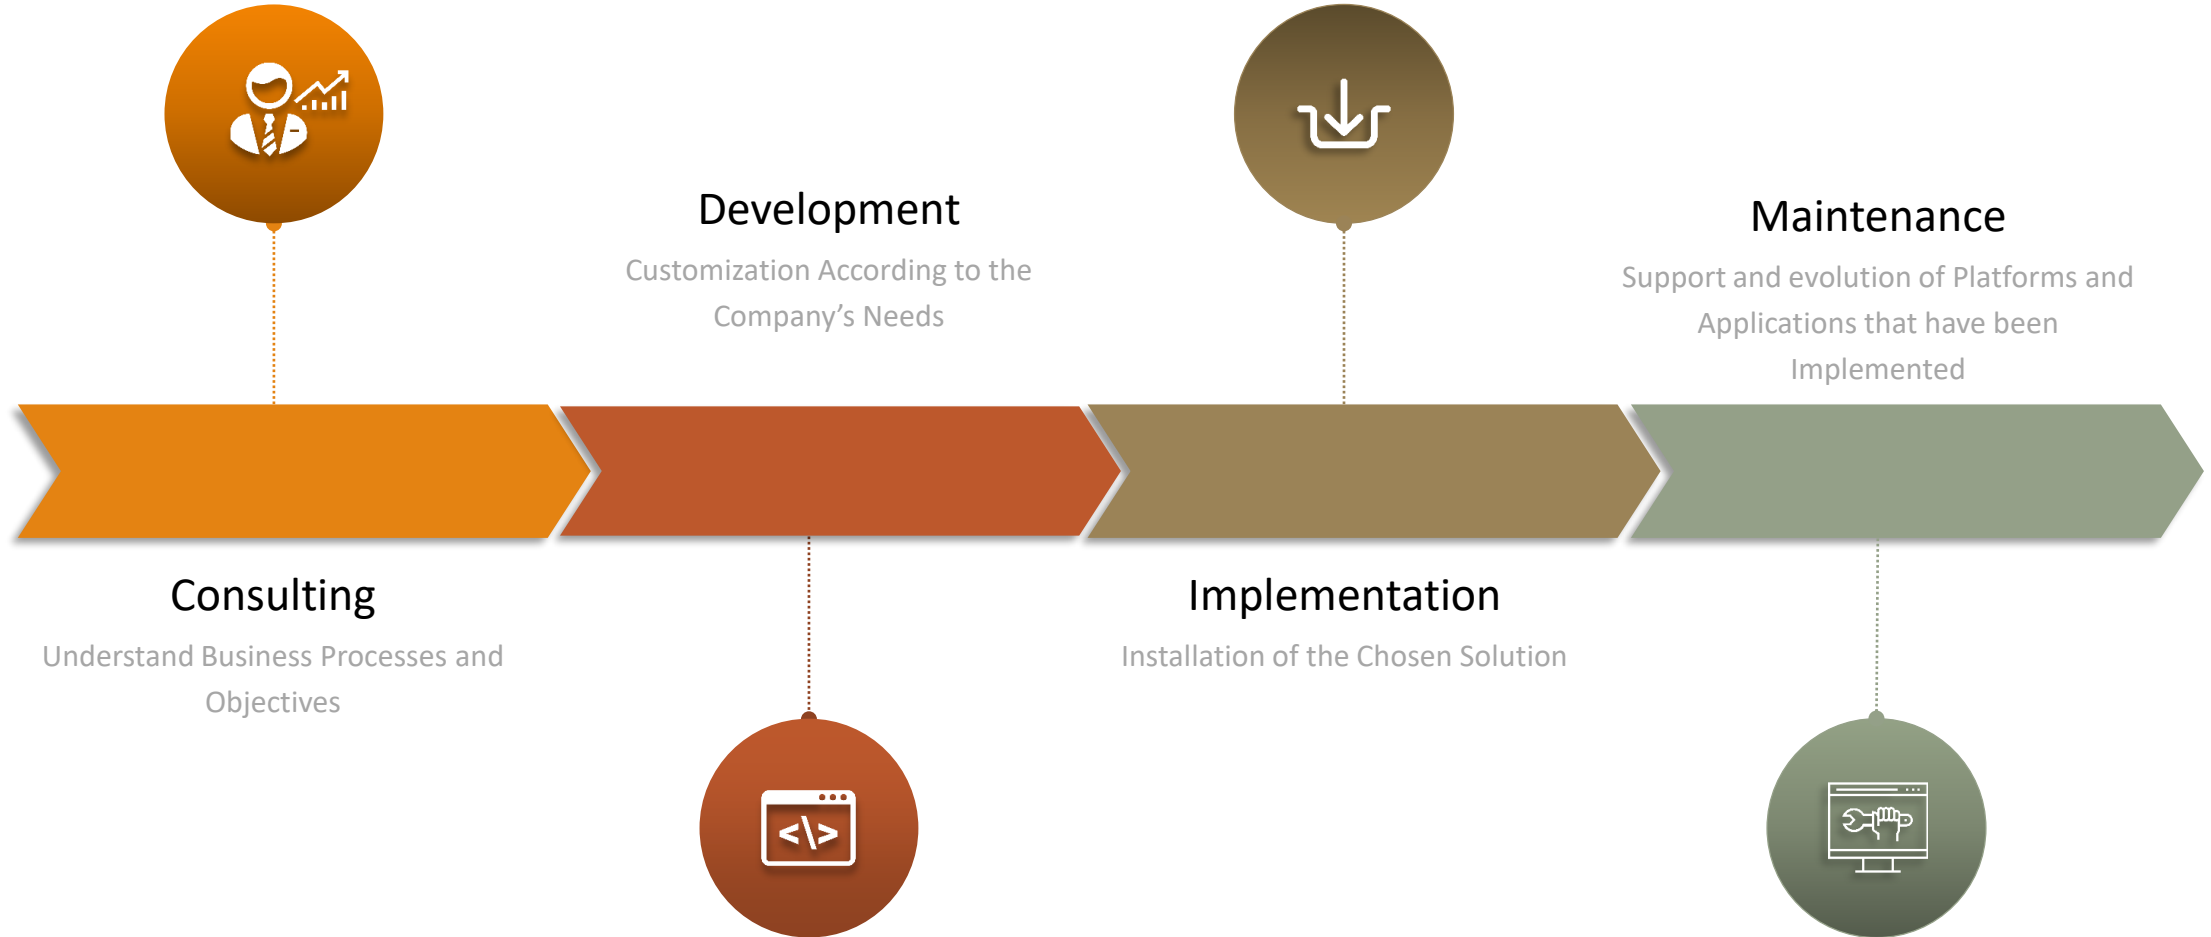 Consulting
Understand Business Processes and
Objectives
Development
Customization According to the
Company’s Needs
</>
Implementation
Installation of the Chosen Solution
Maintenance
Support and evolution of Platforms and
Applications that have been
Implemented